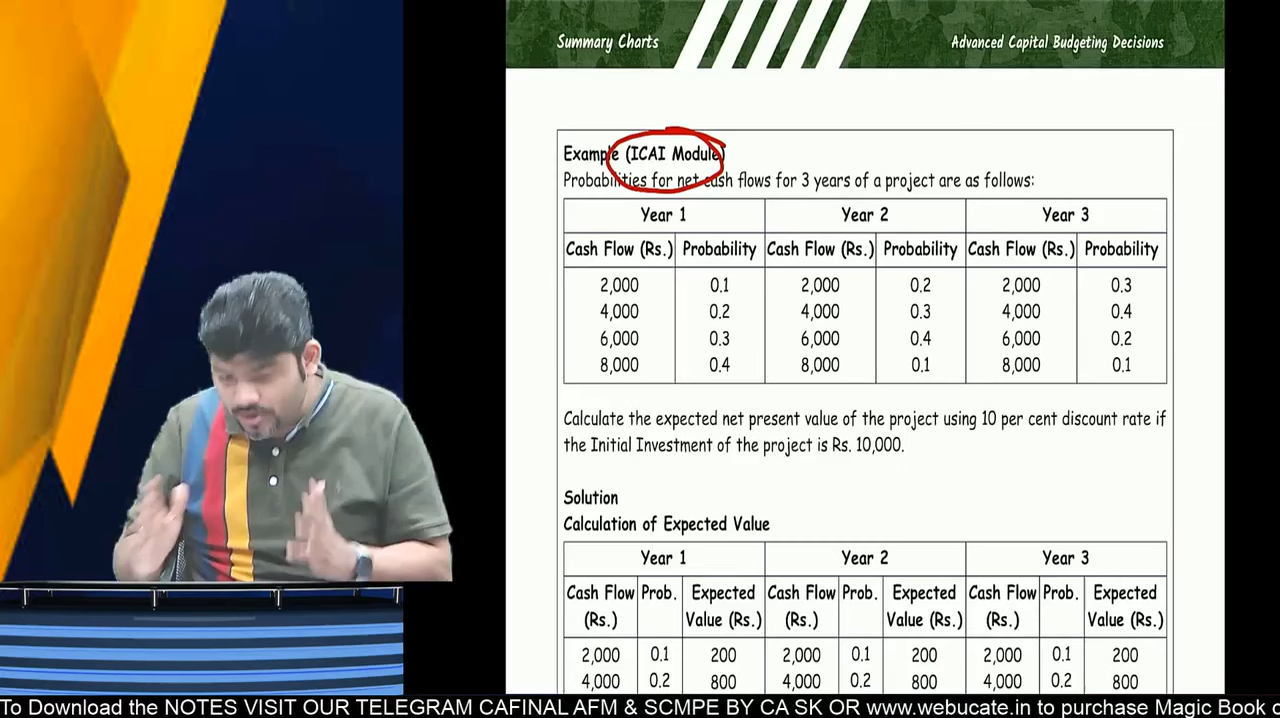 Summary Charts
Advanced Capital Budgeting Decisions
Example (ICAI Module)
Probabilities for net cash flows for 3 years of a project are as follows:
Year 1 Year 2 Year 3
Cash Flow (Rs.) Probability Cash Flow (Rs.) Probability Cash Flow (Rs.) Probability
2,000 0.1 2,000 0.2 2,000 0.3
4,000 0.2 4,000 0.3 4,000 0.4
6,000 0.3 6,000 0.4 6,000 0.2
8,000 0.4 8,000 0.1 8,000 0.1
Calculate the expected net present value of the project using 10 per cent discount rate if
the Initial Investment of the project is Rs. 10,000.
Solution
Calculation of Expected Value
Year 1 Year 2 Year 3
Cash Flow (Rs.) Prob. Expected Value (Rs.) Cash Flow (Rs.) Prob. Expected Value (Rs.) Cash Flow (Rs.) Prob. Expected Value (Rs.)
2,000 0.1 200 2,000 0.1 200 2,000 0.1 200
4,000 0.2 800 4,000 0.2 800 4,000 0.2 800
To Download the NOTES VISIT OUR TELEGRAM CAFINAL AFM & SCMPE BY CA SK OR www.webucate.in to purchase Magic Book